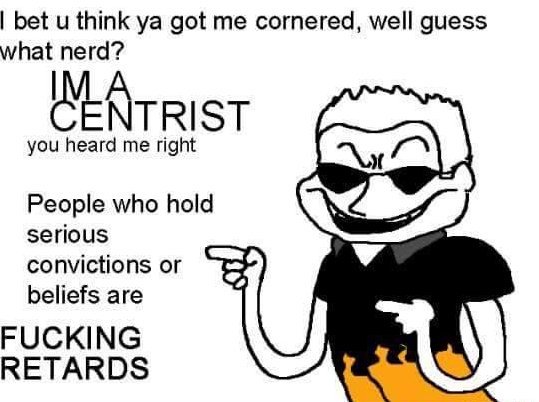 I bet u think ya got me cornered, well guess
what nerd?
IM A
CENTRIST
you heard me right
People who hold
serious
convictions or
beliefs are
FUCKING
RETARDS